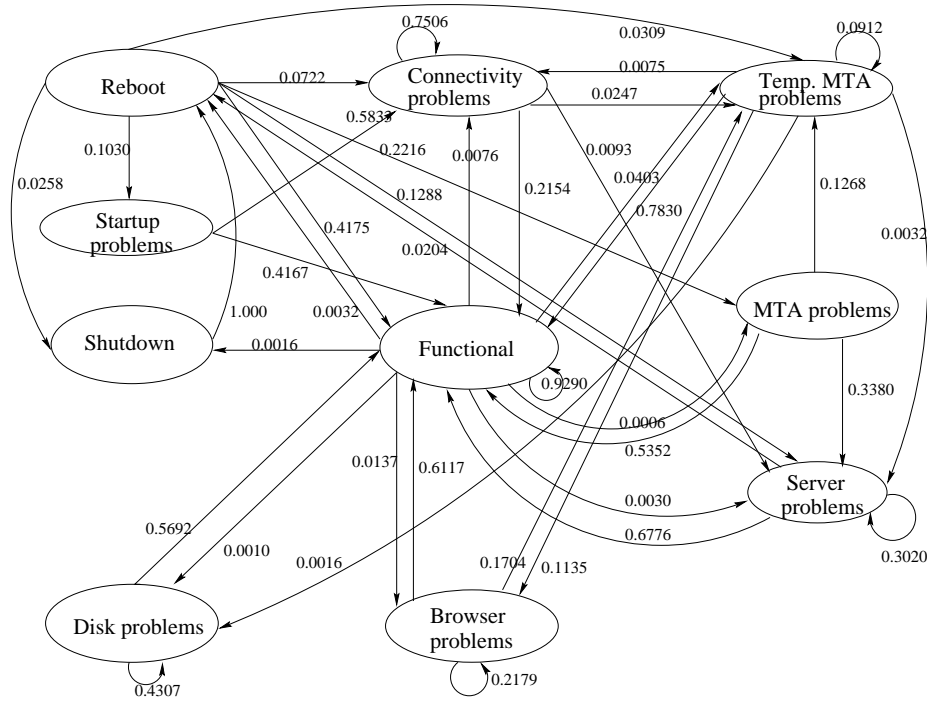 0.7506
0.0309
0.0912
Reboot
0.0722
Connectivity
problems
0.0075
Temp. MTA
problems
0.0247
0.5833
0.1030
0.2216
0.0076
0.0093
0.0403
0.1268
0.0258
0.1288
0.2154
0.7830
Startup
problems
0.4175
0.0204
0.0032
0.4167
0.0032
1.000
MTA problems
Shutdown
0.0016
Functional
0.9290
0.3380
0.0006
0.5352
0.0137
0.6117
Server
problems
0.0030
0.5692
0.6776
0.0010
0.0016
0.1704
0.1135
0.3020
Disk problems
Browser
problems
0.4307
0.2179